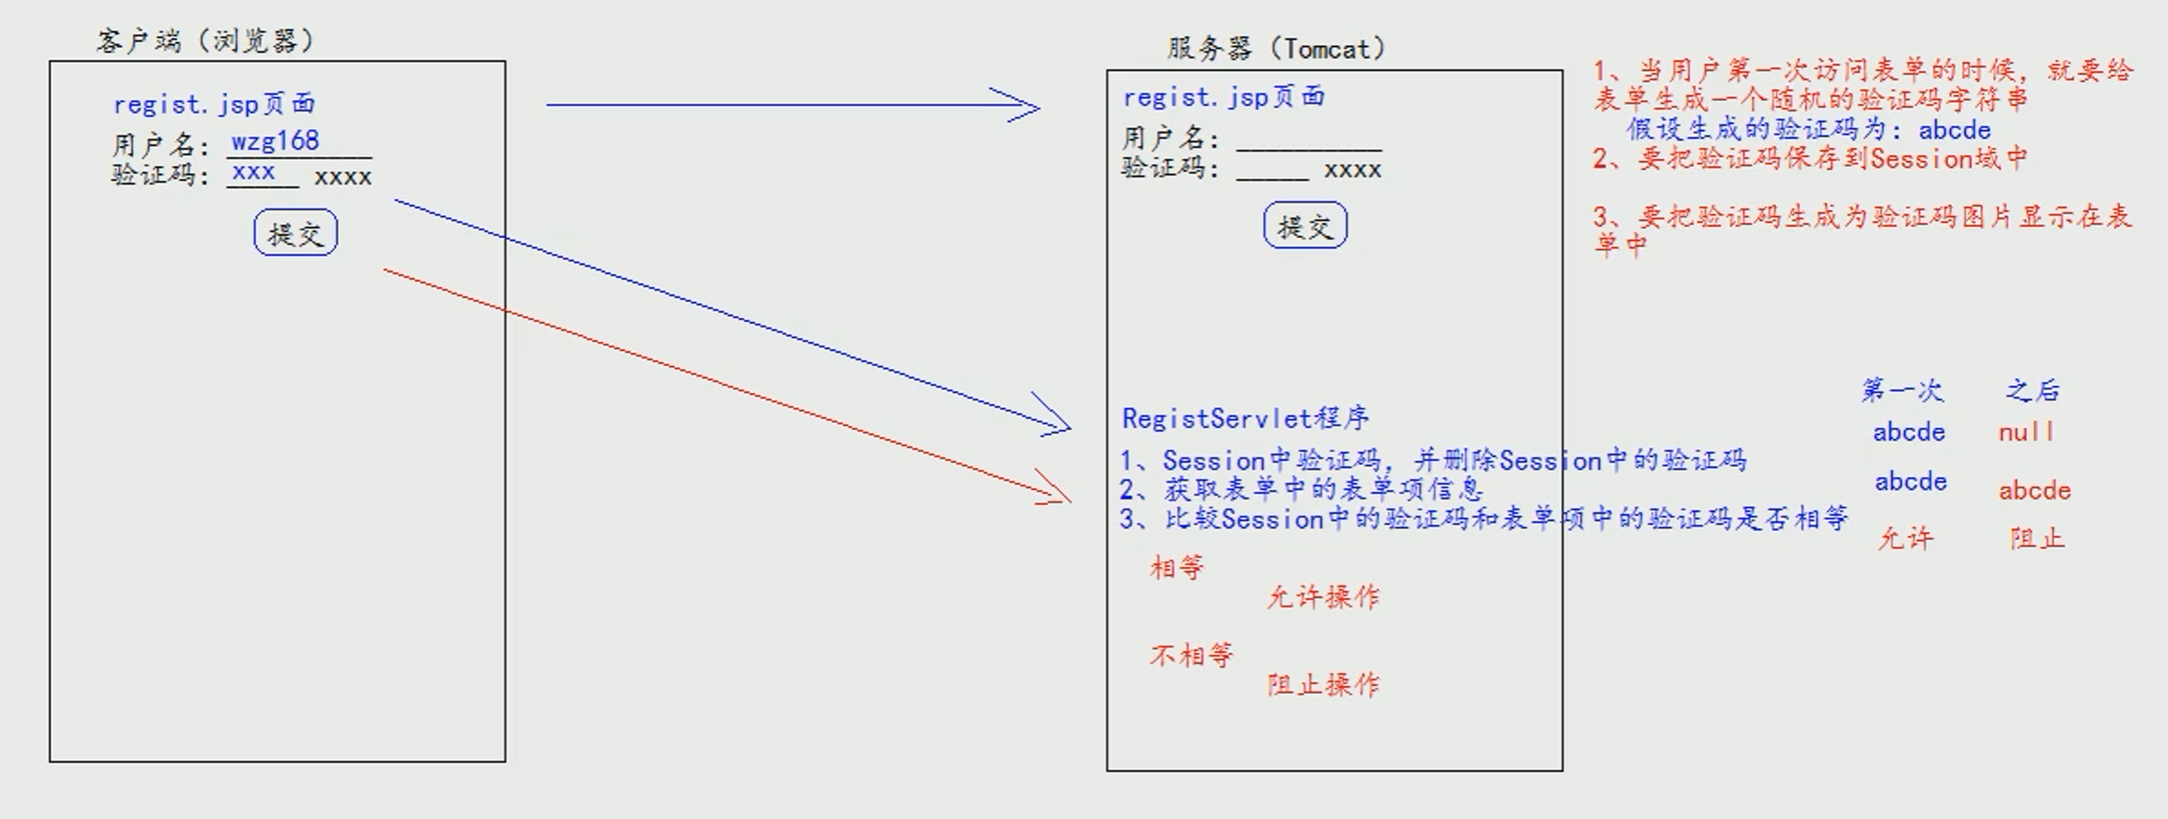 客户端（浏览器）
regist.jsp页面
用户名： wzg168
验证码： xxx xxxx
提交
服务器（Tomcat）
regist.jsp页面
用户名：__________
验证码：_____ xxxx
提交
1、当用户第一次访问表单的时候，就要给
表单生成一个随机的验证码字符串
假设生成的验证码为：abcde
2、要把验证码保存到Session域中
3、要把验证码生成为验证码图片显示在表
单中
RegistServlet程序
1、Session中验证码，并删除Session中的验证码
2、获取表单中的表单项信息
3、比较Session中的验证码和表单项中的验证码是否相等
相等
允许操作
不相等
阻止操作
第一次 之后
abcde null
abcde abcde
允许 阻止